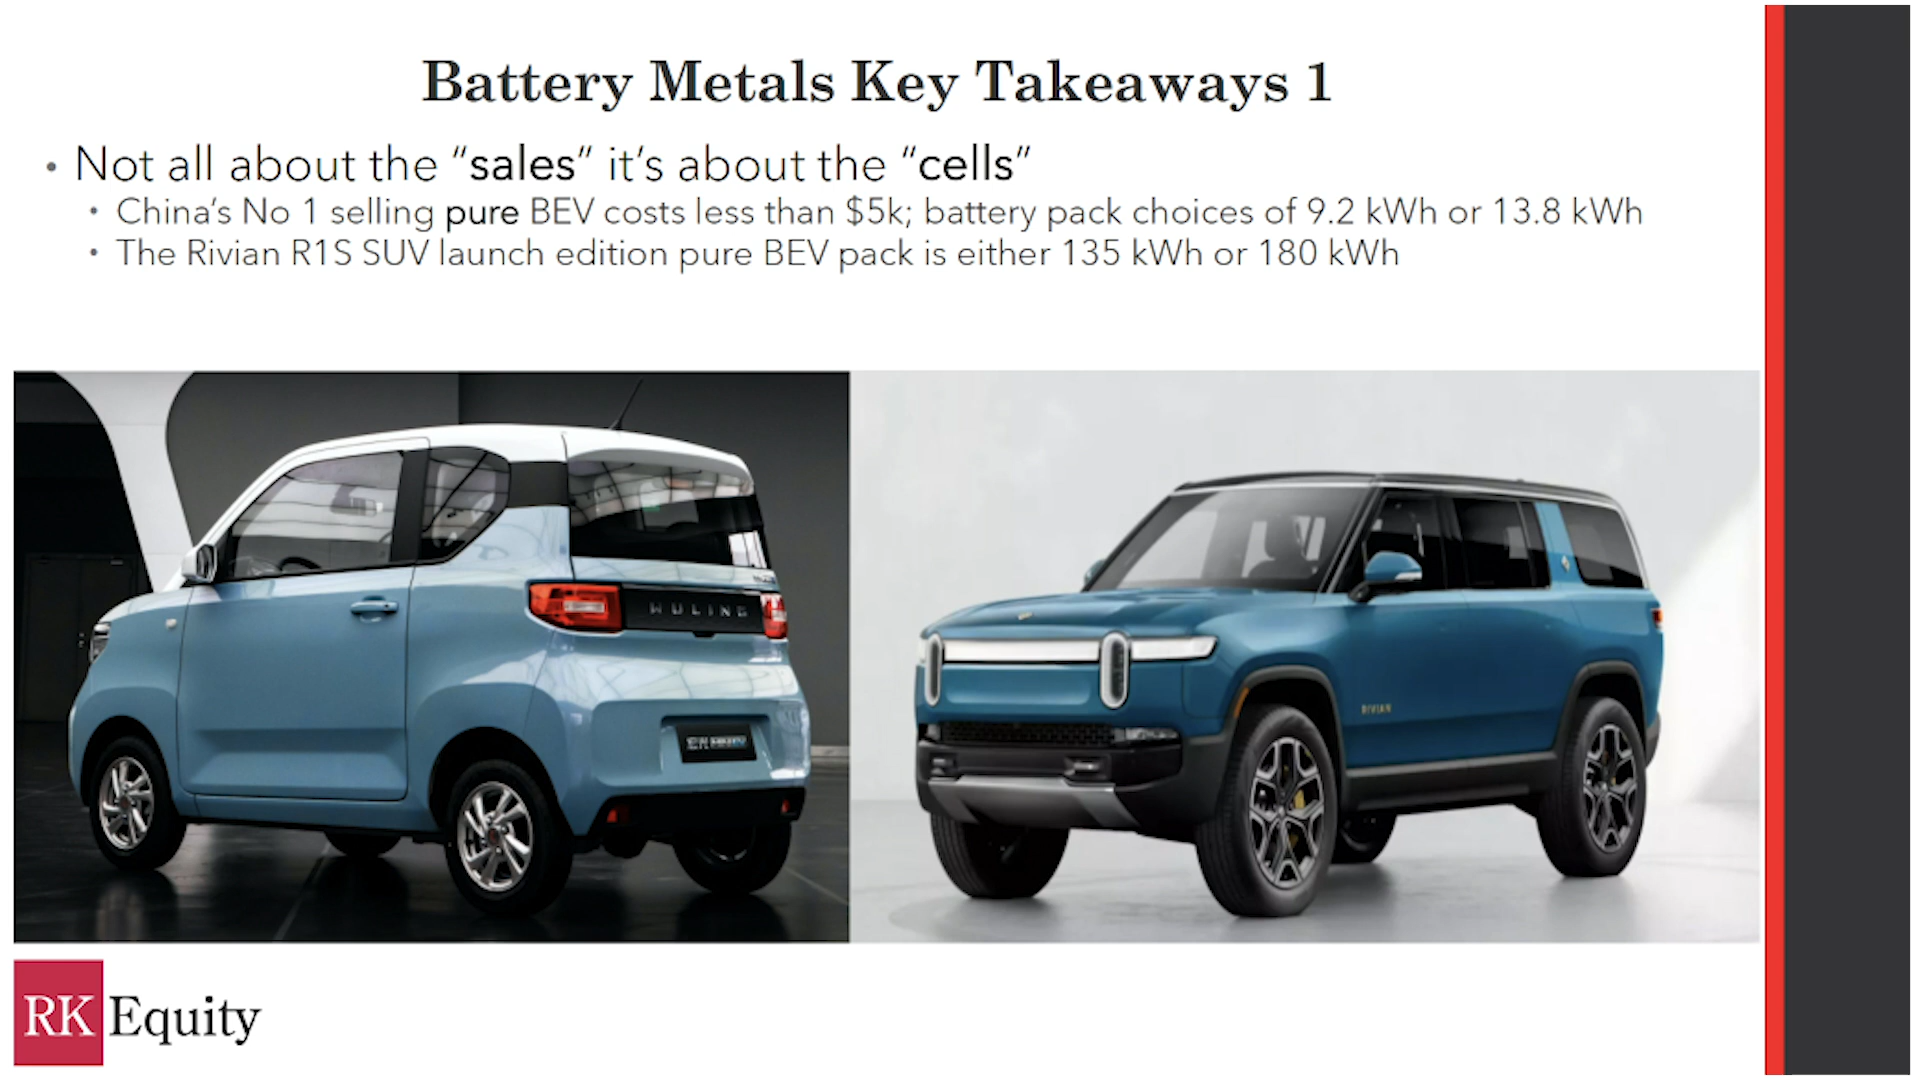 Battery Metals Key Takeaways 1
• Not all about the “sales” it’s about the “cells”
• China’s No 1 selling pure BEV costs less than $5k; battery pack choices of 9.2 kWh or 13.8 kWh
• The Rivian R1S SUV launch edition pure BEV pack is either 135 kWh or 180 kWh
WULING
RIVIAN
RK Equity